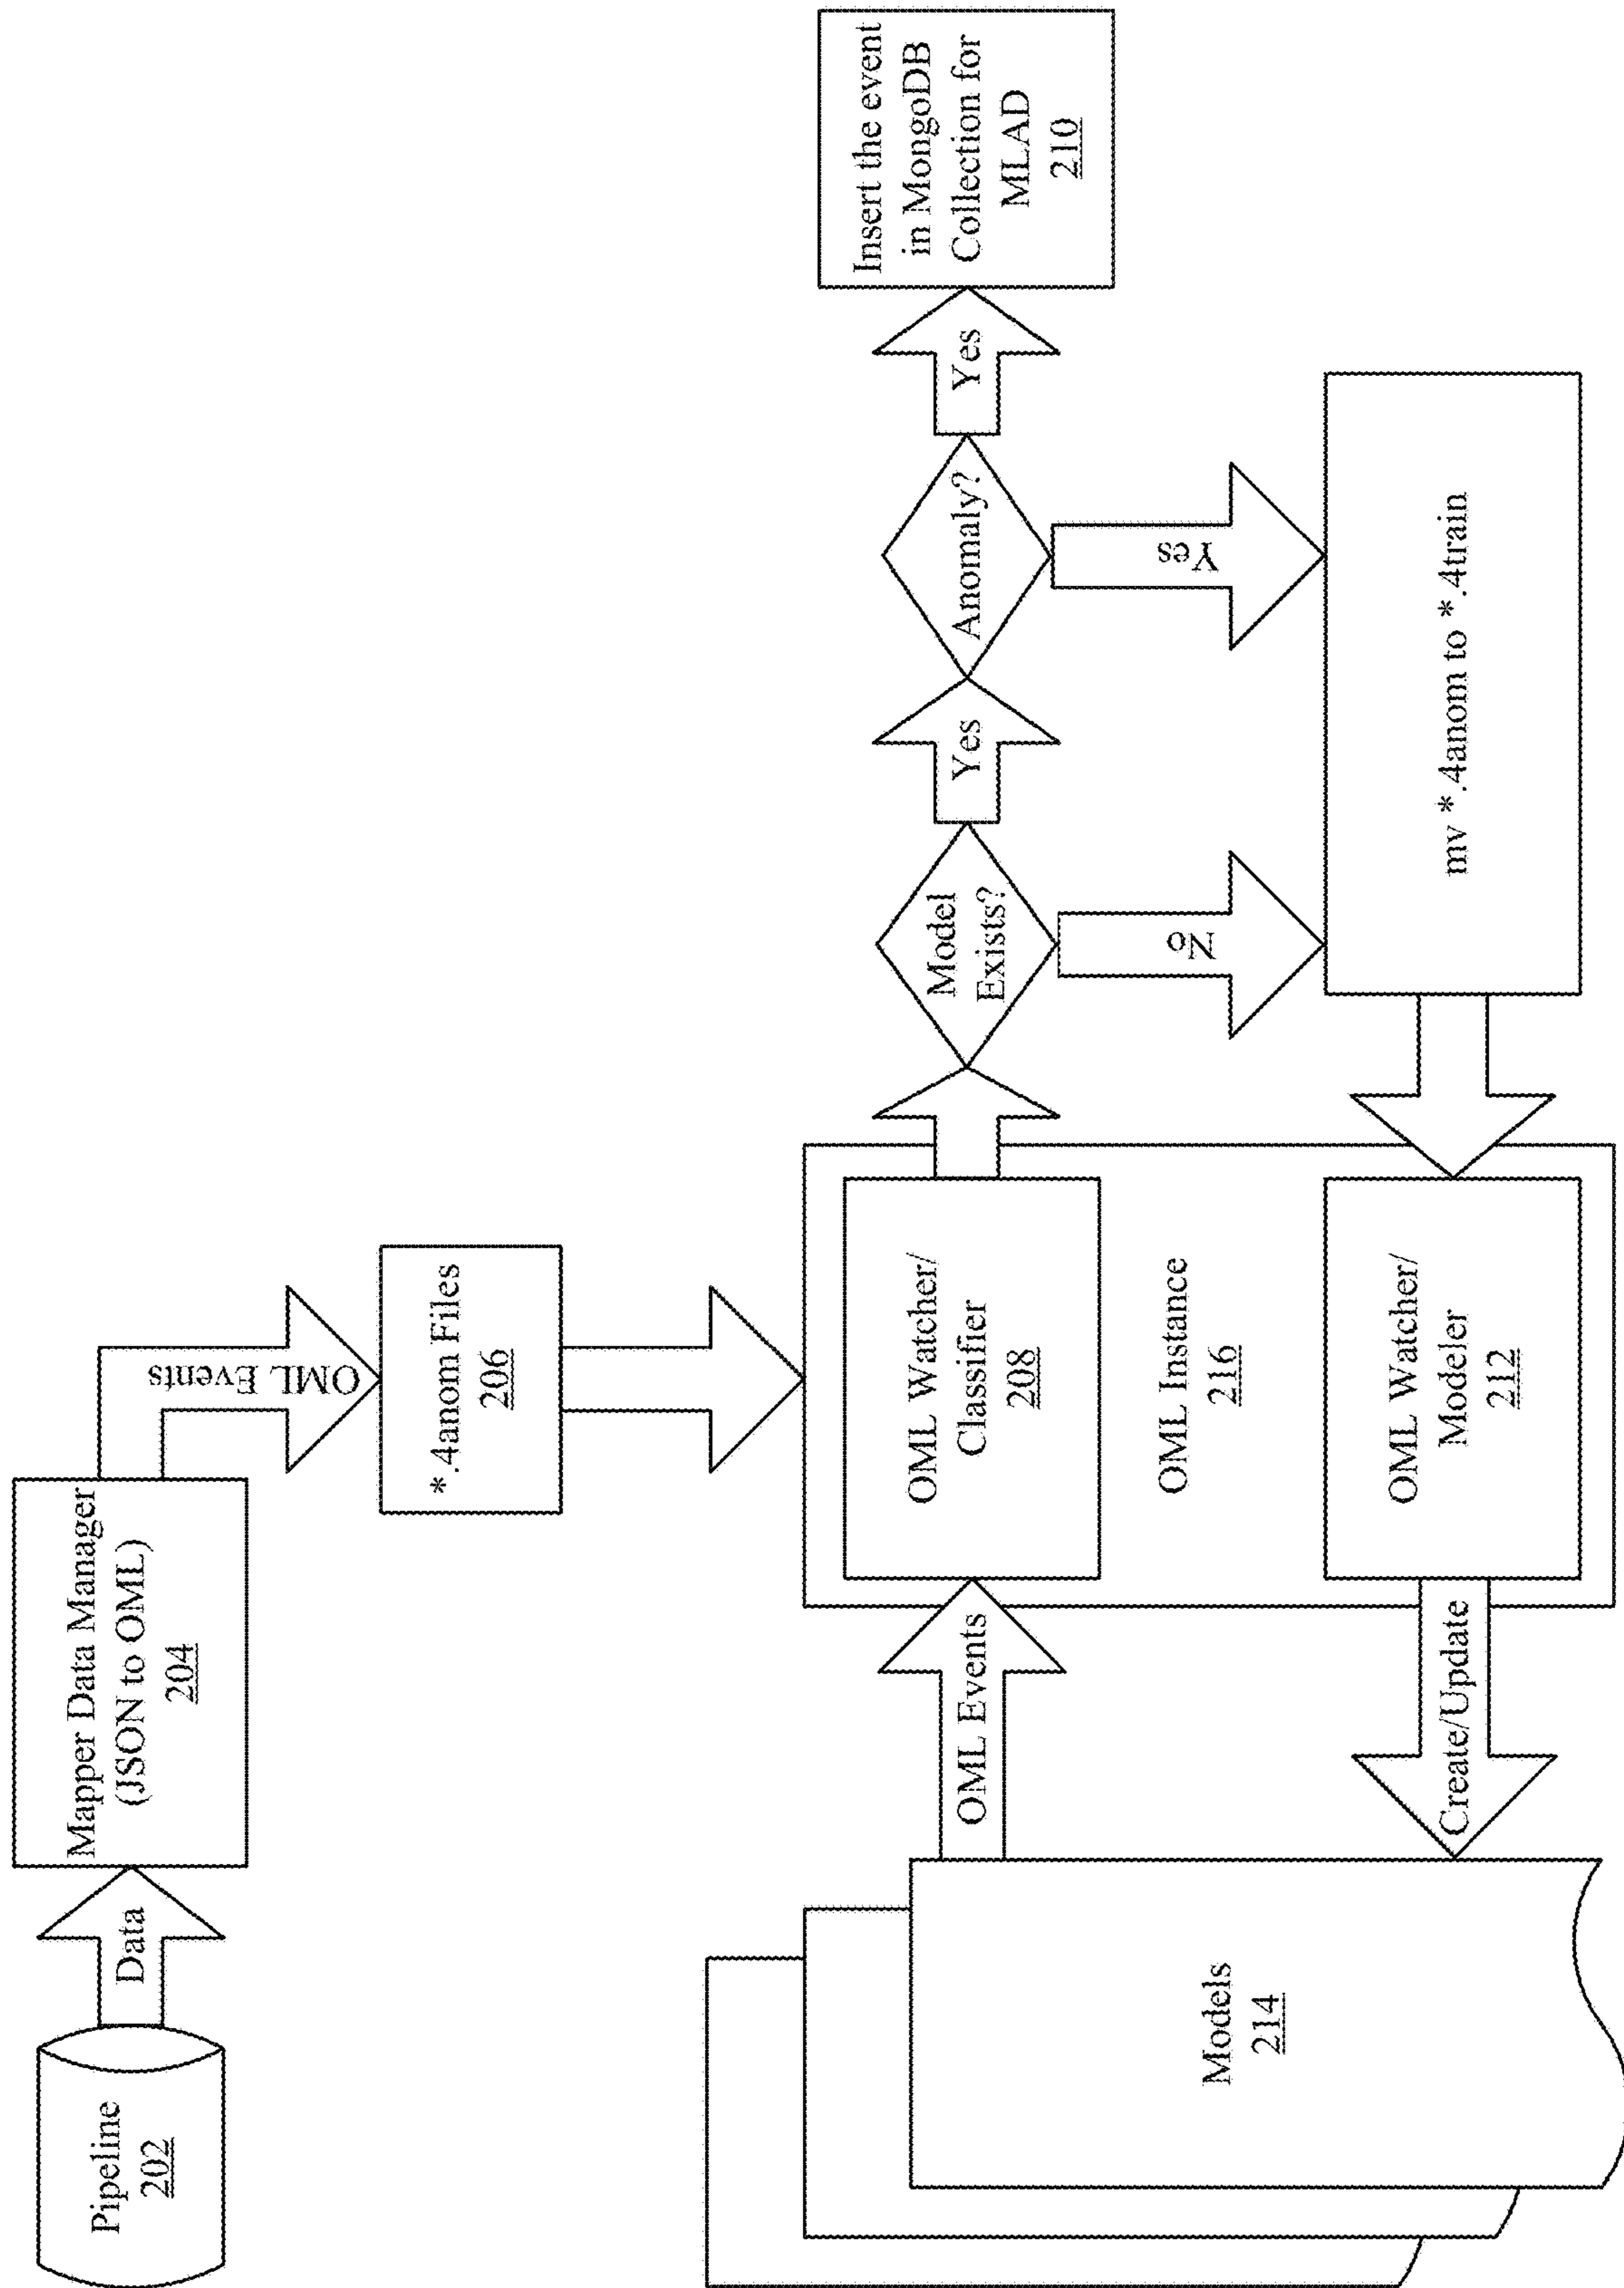 Pipeline
202
Data
Mapper Data Manager
(JSON to OML)
204
OML Events
*.4anom Files
206
OML Watcher/
Classifier
208
OML Instance
216
OML Watcher/
Modeler
212
OML Events
Create/Update
Models
214
Model
Exists?
Yes
No
Anomaly?
Yes
Yes
Insert the event
in MongoDB
Collection for
MLAD
210
mv *.4anom to *.4train